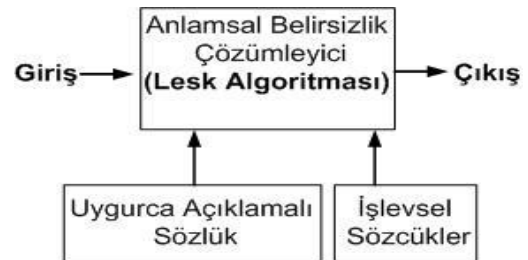 Anlamsal Belirsizlik
Çözümleyici
(Lesk Algoritması)
Giriş
Çıkış
Uygurca Açıklamalı
Sözlük
İşlevsel
Sözcükler